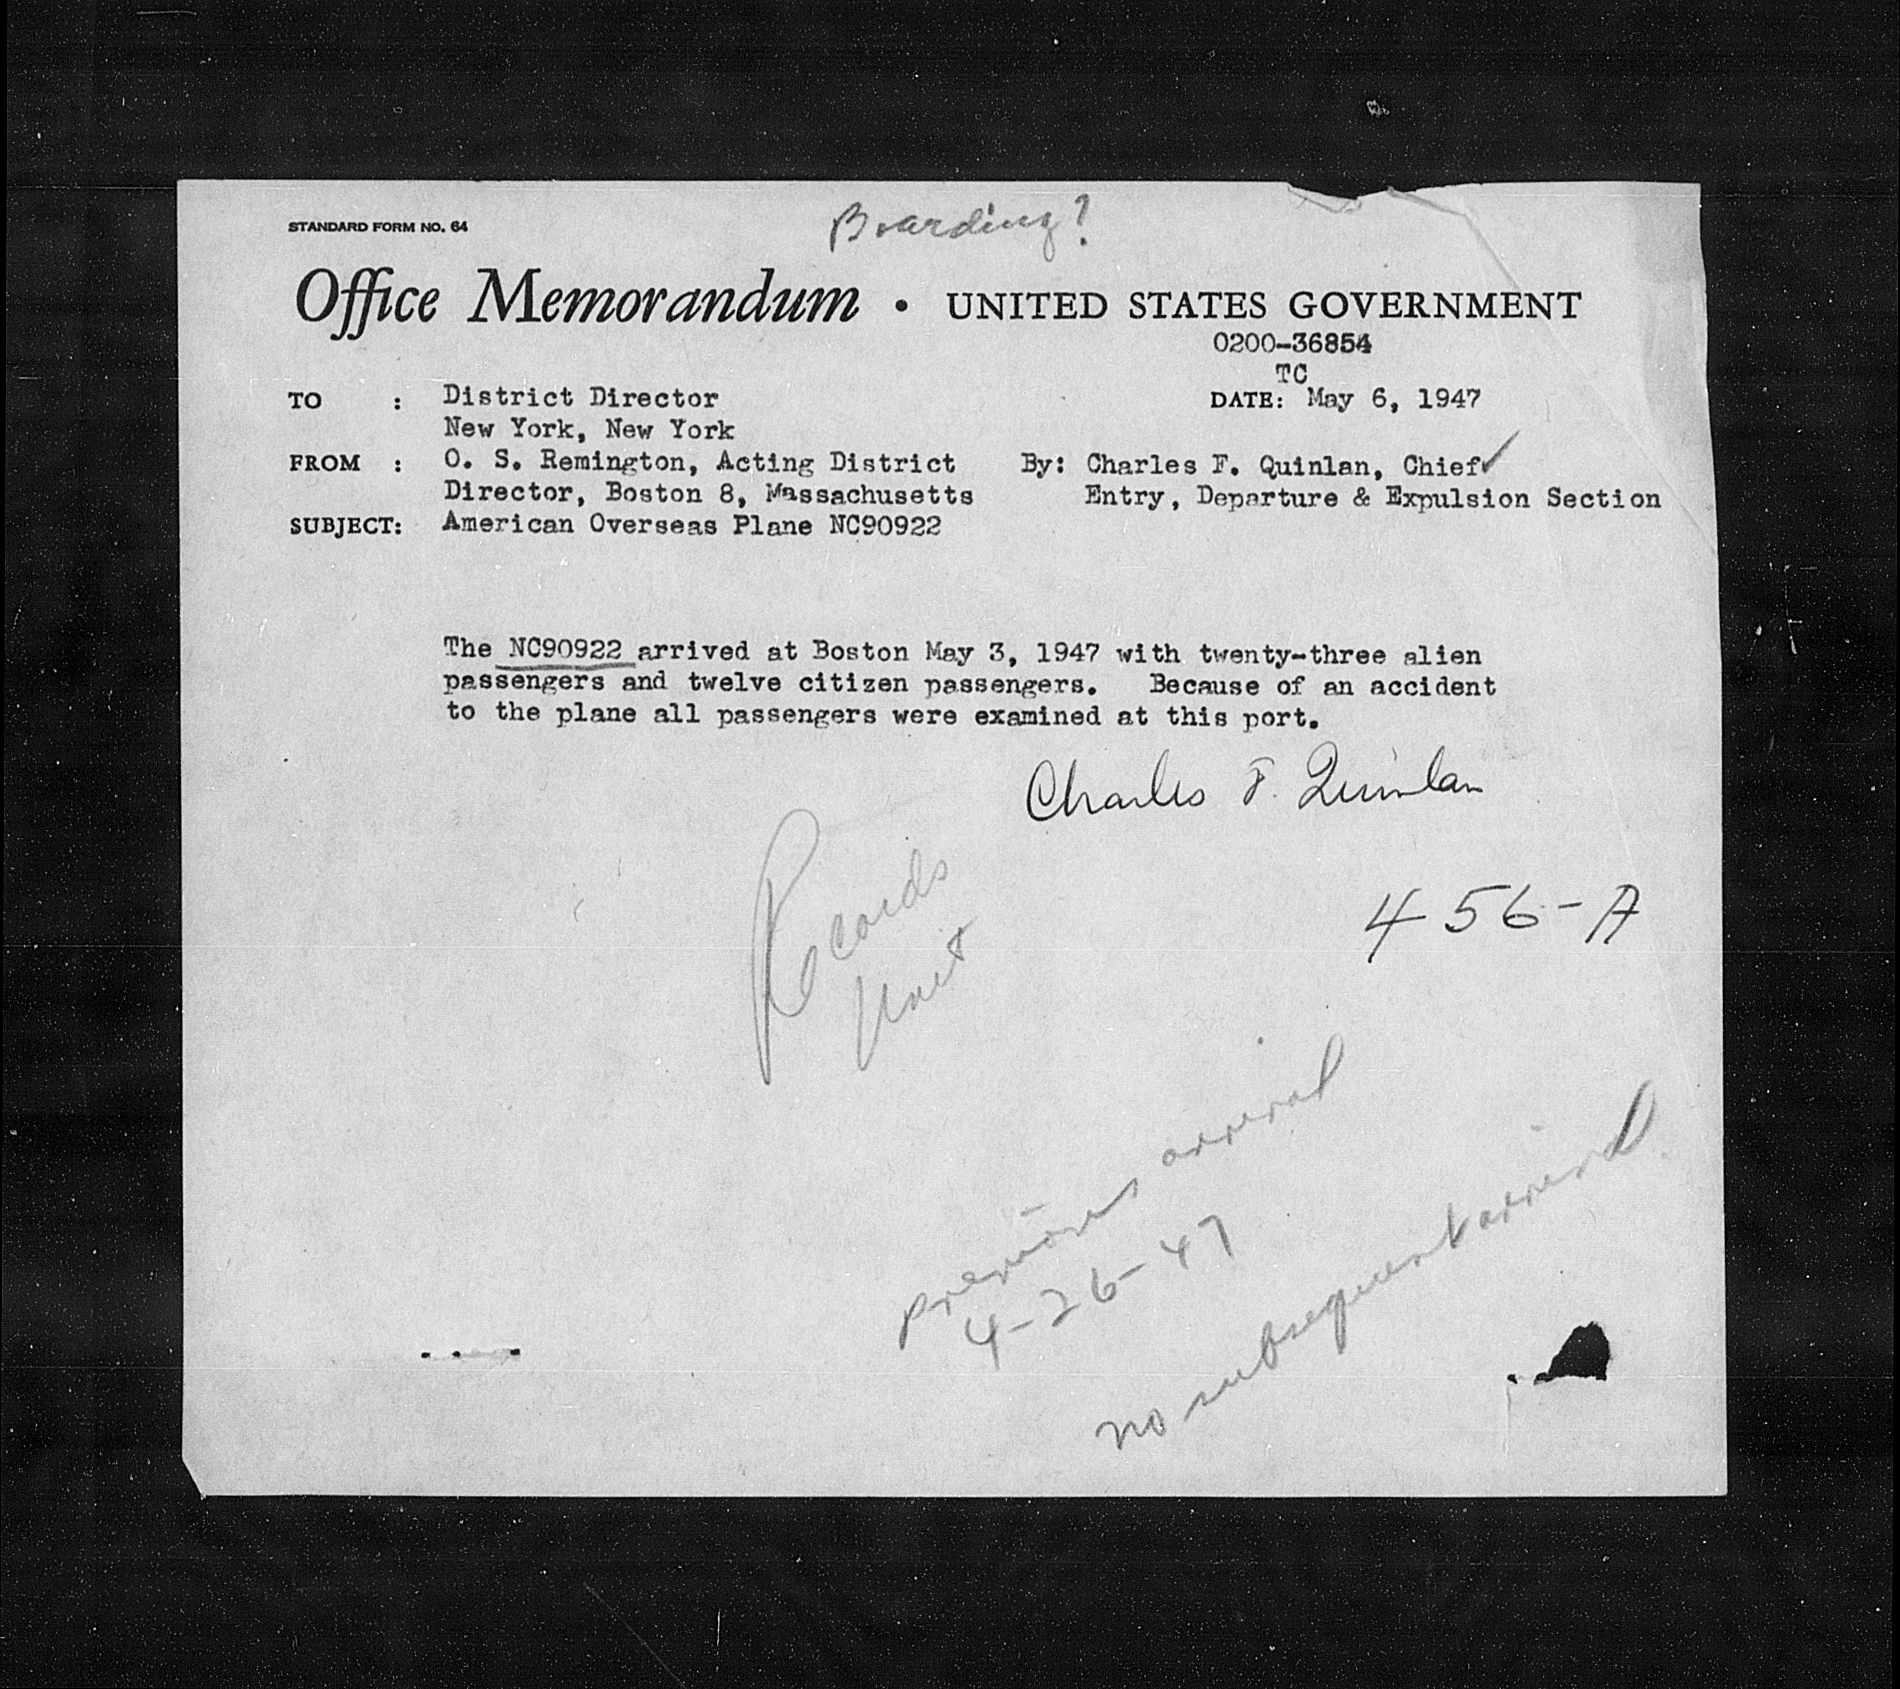 Boarding?
STANDARD FORM NO. 64
Office Memorandum • UNITED STATES GOVERNMENT
0200-36854
TC
TO : District Director DATE: May 6, 1947
New York, New York
FROM : O. S. Remington, Acting District By: Charles F. Quinlan, Chief✓
Director, Boston 8, Massachusetts Entry, Departure & Expulsion Section
SUBJECT: American Overseas Plane NC90922
The NC90922 arrived at Boston May 3, 1947 with twenty-three alien
passengers and twelve citizen passengers. Because of an accident
to the plane all passengers were examined at this port.
Charles F. Quinlan
Records
Unit
456-A
previous arrival
4-26-47
no subsequent arrival